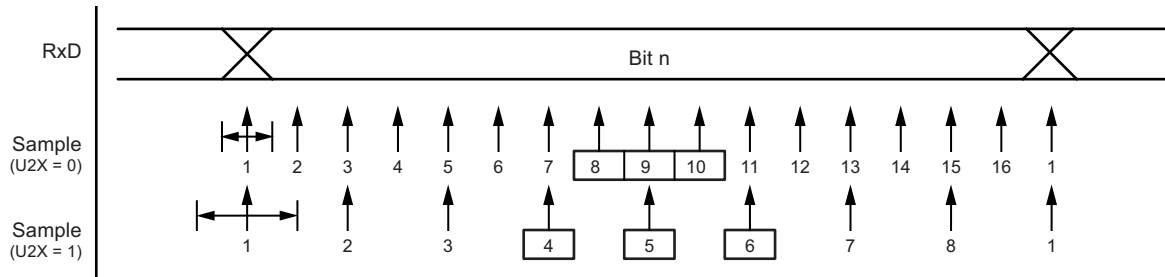 RxD
Bit n
Sample
(U2X = 0)
1 2 3 4 5 6 7 8 9 10 11 12 13 14 15 16 1
Sample
(U2X = 1)
1 2 3 4 5 6 7 8 1